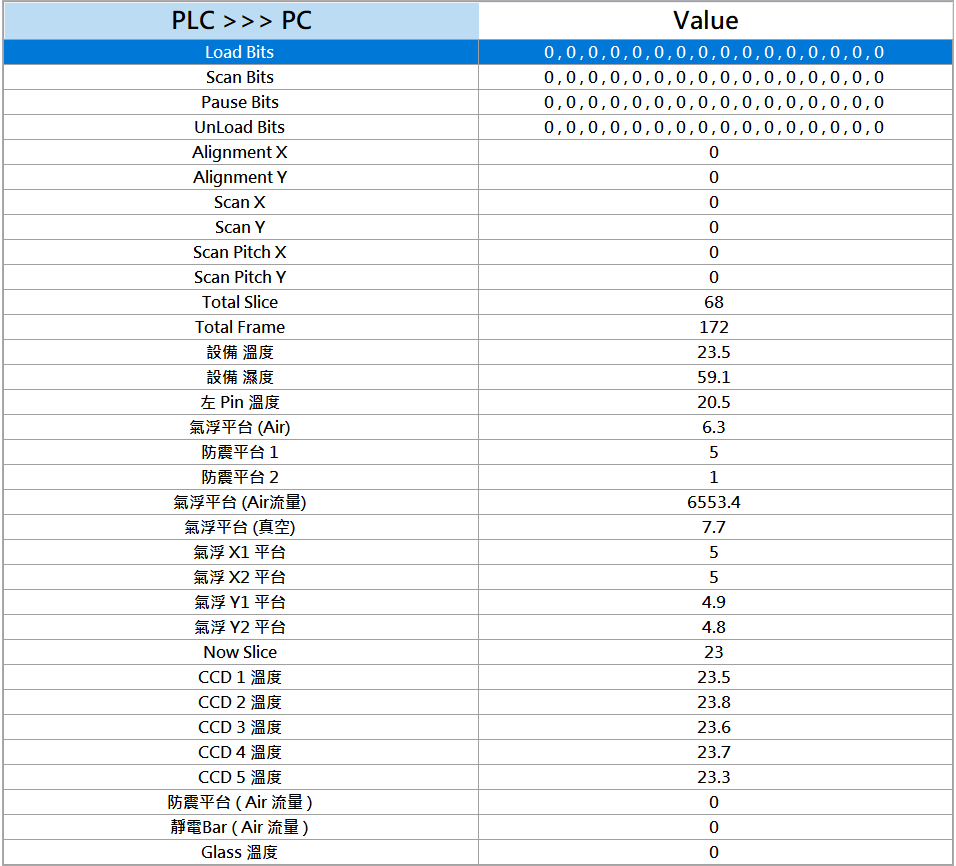 PLC >>> PC Value
Load Bits 0,0,0,0,0,0,0,0,0,0,0,0,0,0,0,0
Scan Bits 0,0,0,0,0,0,0,0,0,0,0,0,0,0,0,0
Pause Bits 0,0,0,0,0,0,0,0,0,0,0,0,0,0,0,0
UnLoad Bits 0,0,0,0,0,0,0,0,0,0,0,0,0,0,0,0
Alignment X 0
Alignment Y 0
Scan X 0
Scan Y 0
Scan Pitch X 0
Scan Pitch Y 0
Total Slice 68
Total Frame 172
設備 溫度 23.5
設備 濕度 59.1
左 Pin 溫度 20.5
氣浮平台 (Air) 6.3
防震平台 1 5
防震平台 2 1
氣浮平台 (Air流量) 6553.4
氣浮平台 (真空) 7.7
氣浮 X1 平台 5
氣浮 X2 平台 5
氣浮 Y1 平台 4.9
氣浮 Y2 平台 4.8
Now Slice 23
CCD 1 溫度 23.5
CCD 2 溫度 23.8
CCD 3 溫度 23.6
CCD 4 溫度 23.7
CCD 5 溫度 23.3
防震平台 ( Air 流量 ) 0
靜電Bar ( Air 流量 ) 0
Glass 溫度 0